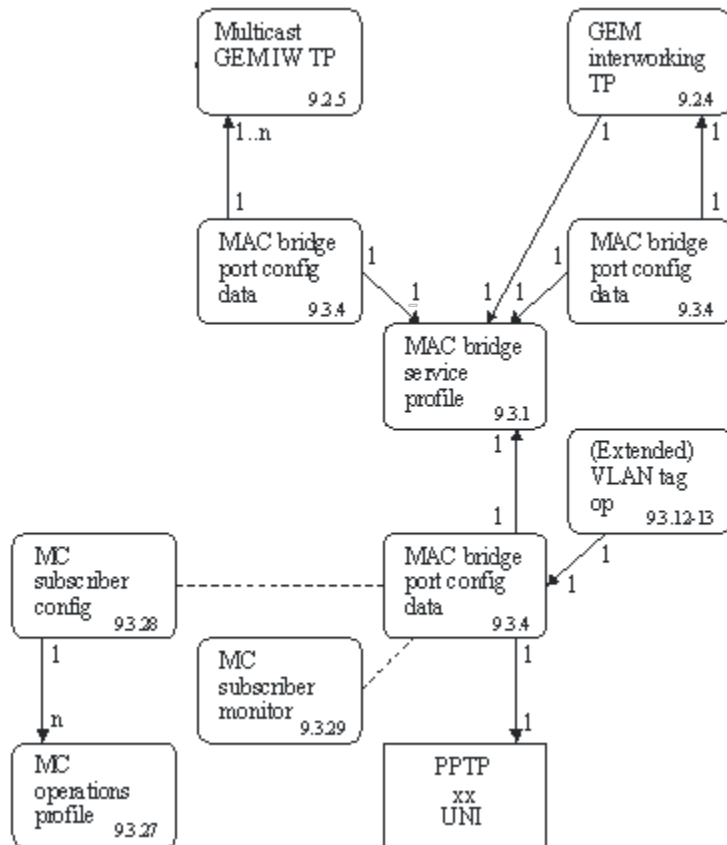 Multicast
GEM IW TP
9.2.5
GEM
interworking
TP
9.2.4
1..n
1
1
1
1
MAC bridge
port config
data
9.3.4
1
1
1
1
1
MAC bridge
port config
data
9.3.4
MAC bridge
service
profile
9.3.1
1
(Extended)
VLAN tag
op
9.3.12-13
1
1
1
MC
subscriber
config
9.3.28
MAC bridge
port config
data
9.3.4
1
1
MC
subscriber
monitor
9.3.29
n
1
MC
operations
profile
9.3.27
PPTP
xx
UNI